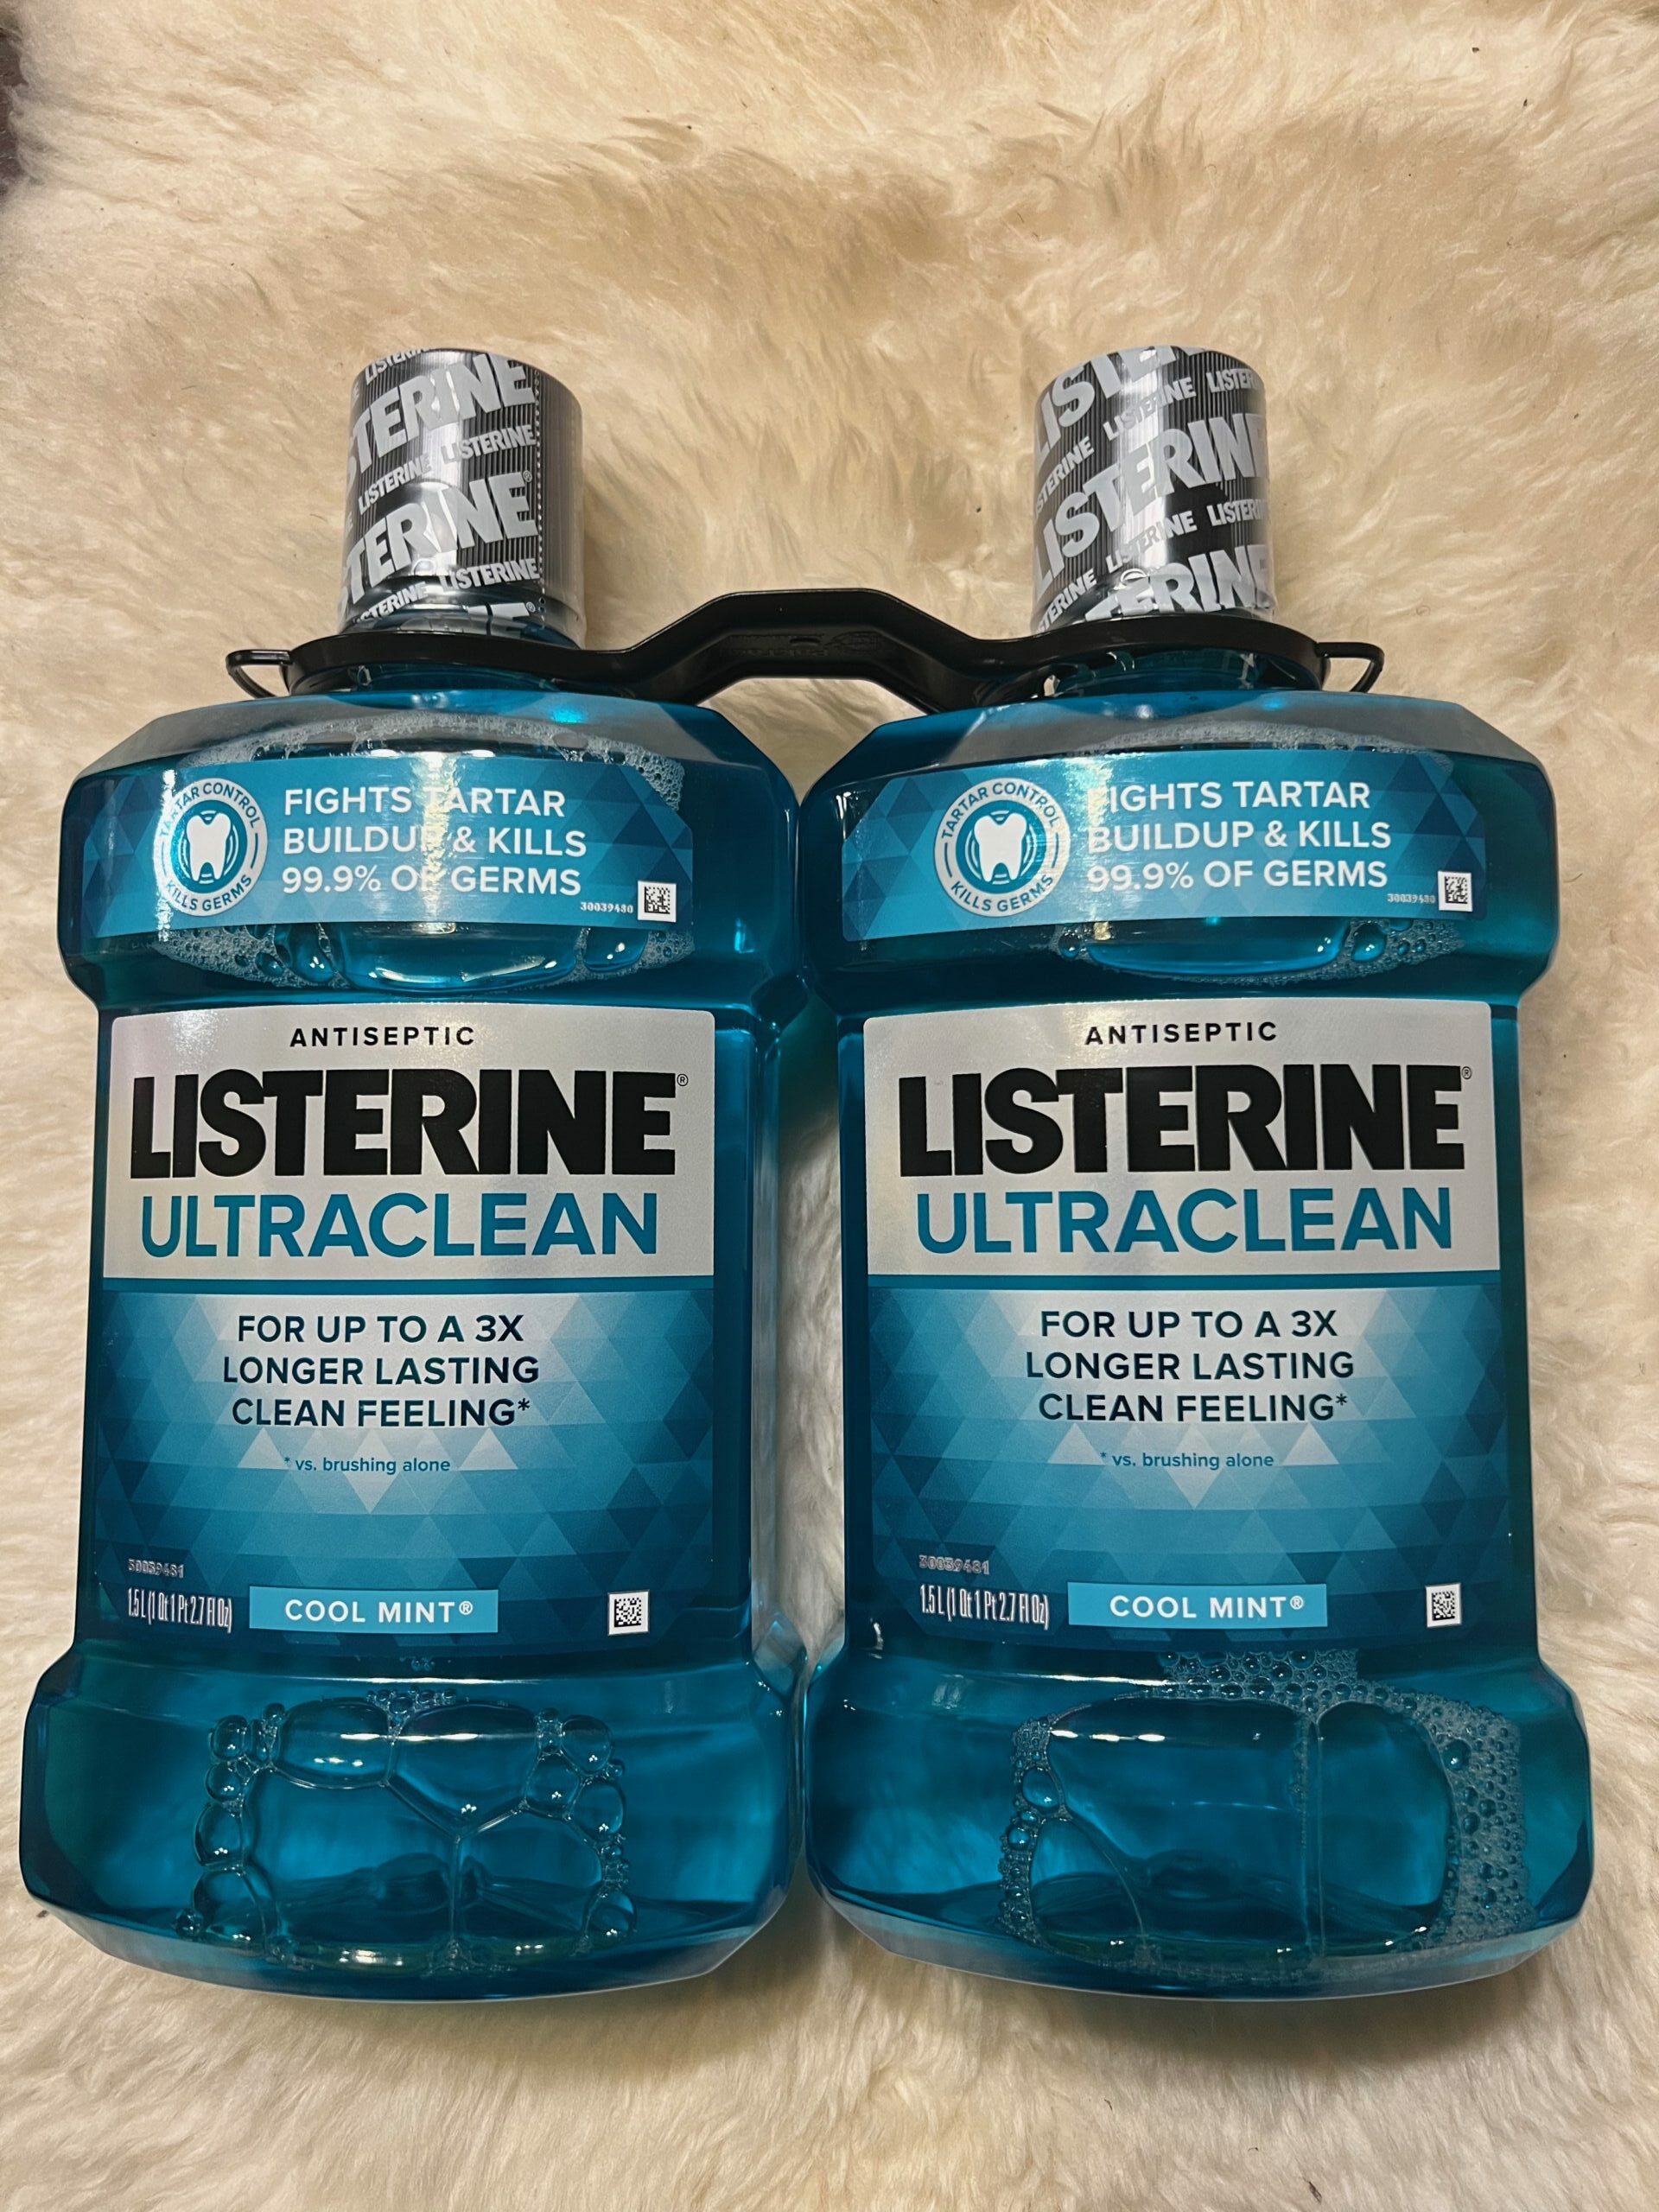 LISTERINE
LISTERINE
LISTERINE
LISTERINE
LISTERINE
LISTERINE
LISTERINE
LISTERINE
TARTAR CONTROL
KILLS GERMS
FIGHTS TARTAR
BUILDUP & KILLS
99.9% OF GERMS
30039480
ANTISEPTIC
LISTERINE®
ULTRACLEAN
FOR UP TO A 3X
LONGER LASTING
CLEAN FEELING*
* vs. brushing alone
30039481
1.5 L (1 Qt 1 Pt 2.7 Fl Oz)
COOL MINT®
TARTAR CONTROL
KILLS GERMS
FIGHTS TARTAR
BUILDUP & KILLS
99.9% OF GERMS
30039480
ANTISEPTIC
LISTERINE®
ULTRACLEAN
FOR UP TO A 3X
LONGER LASTING
CLEAN FEELING*
* vs. brushing alone
30039481
1.5 L (1 Qt 1 Pt 2.7 Fl Oz)
COOL MINT®